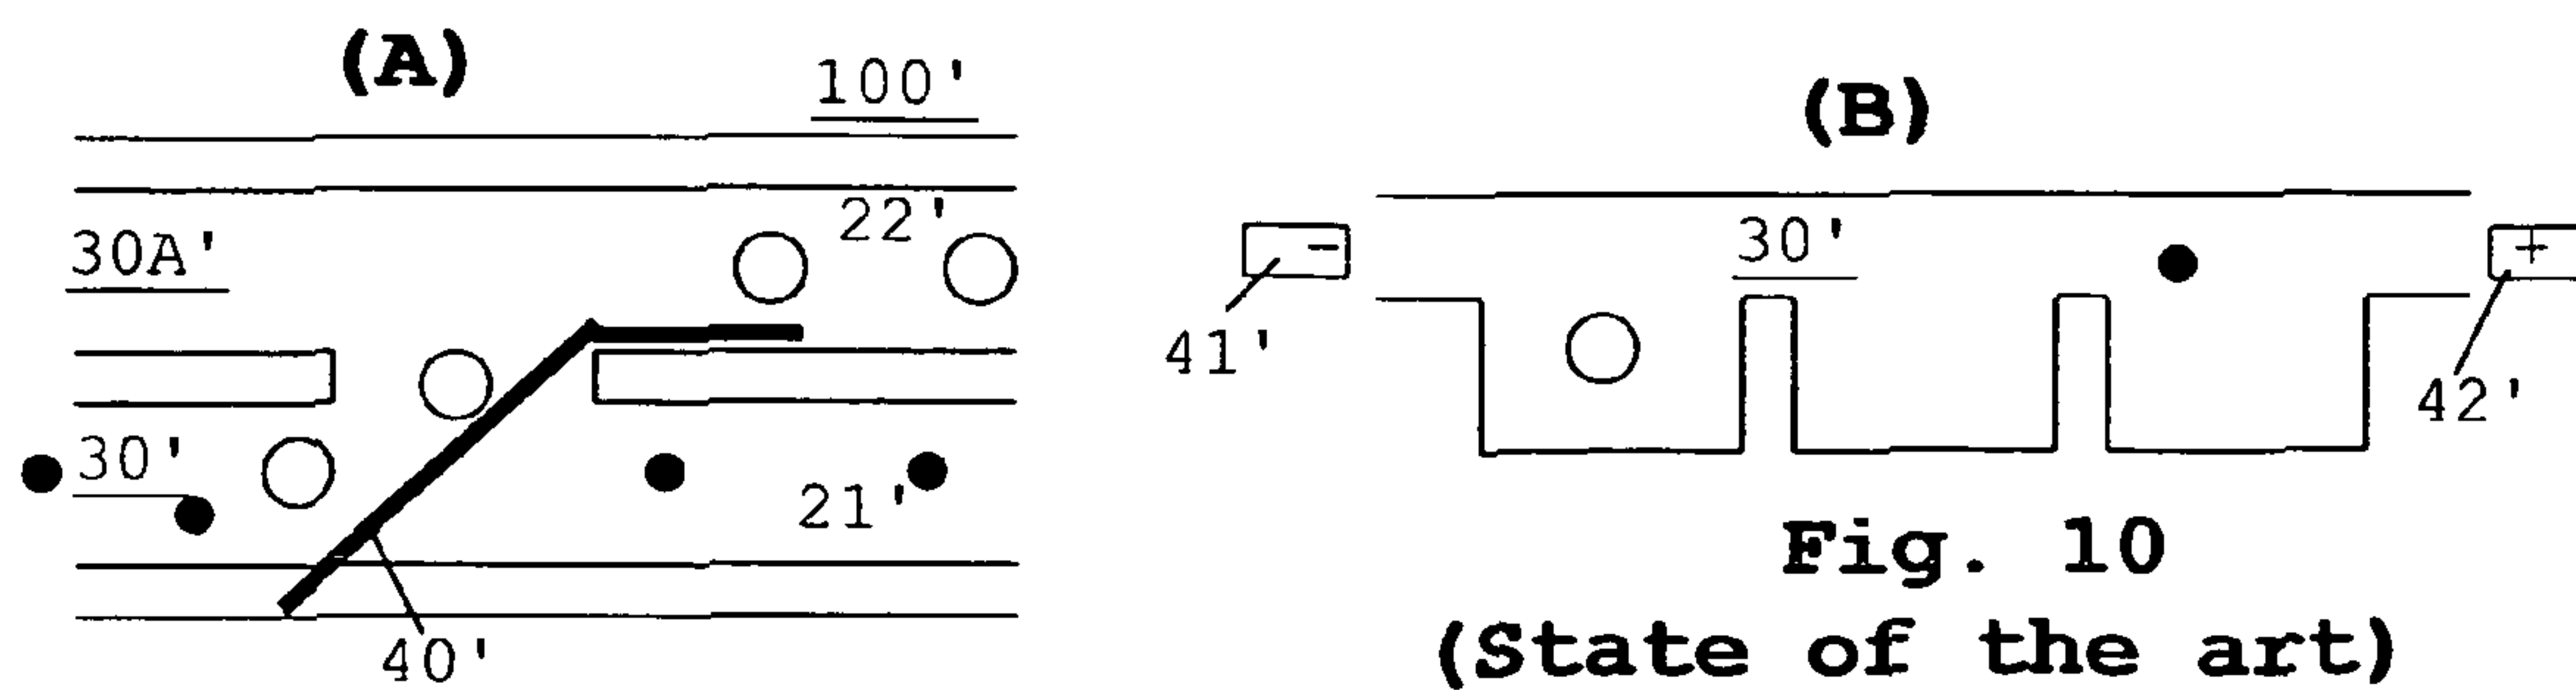 (A)
100'
22'
30A'
30'
21'
40'
(B)
30'
-
+
41'
42'
Fig. 10
(State of the art)